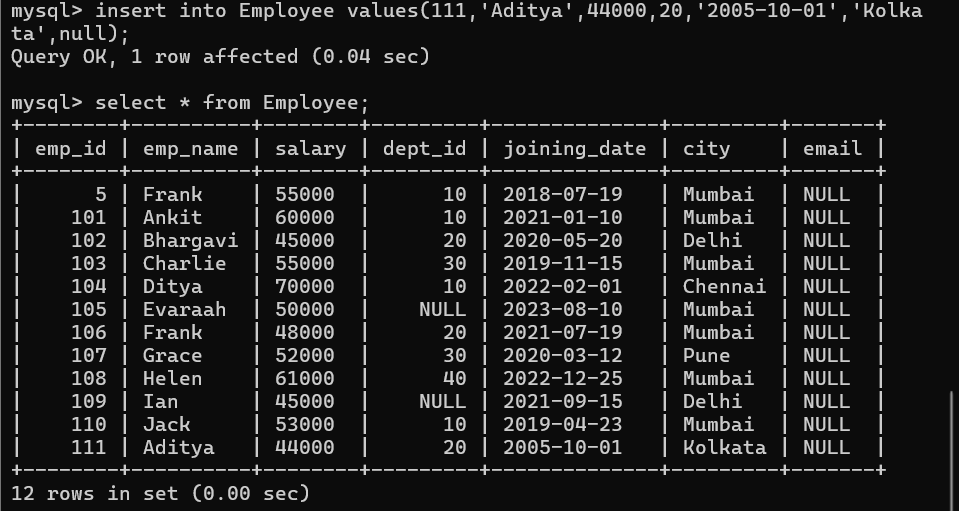 mysql> insert into Employee values(111,'Aditya',44000,20,'2005-10-01','Kolka
ta',null);
Query OK, 1 row affected (0.04 sec)
mysql> select * from Employee;
+--------+----------+---------+---------+--------------+---------+-------+
| emp_id | emp_name | salary | dept_id | joining_date | city    | email |
+--------+----------+---------+---------+--------------+---------+-------+
|      5 | Frank    | 55000  |      10 | 2018-07-19   | Mumbai  | NULL  |
|    101 | Ankit    | 60000  |      10 | 2021-01-10   | Mumbai  | NULL  |
|    102 | Bhargavi | 45000  |      20 | 2020-05-20   | Delhi   | NULL  |
|    103 | Charlie  | 55000  |      30 | 2019-11-15   | Mumbai  | NULL  |
|    104 | Ditya    | 70000  |      10 | 2022-02-01   | Chennai | NULL  |
|    105 | Evaraah  | 50000  |    NULL | 2023-08-10   | Mumbai  | NULL  |
|    106 | Frank    | 48000  |      20 | 2021-07-19   | Mumbai  | NULL  |
|    107 | Grace    | 52000  |      30 | 2020-03-12   | Pune    | NULL  |
|    108 | Helen    | 61000  |      40 | 2022-12-25   | Mumbai  | NULL  |
|    109 | Ian      | 45000  |    NULL | 2021-09-15   | Delhi   | NULL  |
|    110 | Jack     | 53000  |      10 | 2019-04-23   | Mumbai  | NULL  |
|    111 | Aditya   | 44000  |      20 | 2005-10-01   | Kolkata | NULL  |
+--------+----------+---------+---------+--------------+---------+-------+
12 rows in set (0.00 sec)